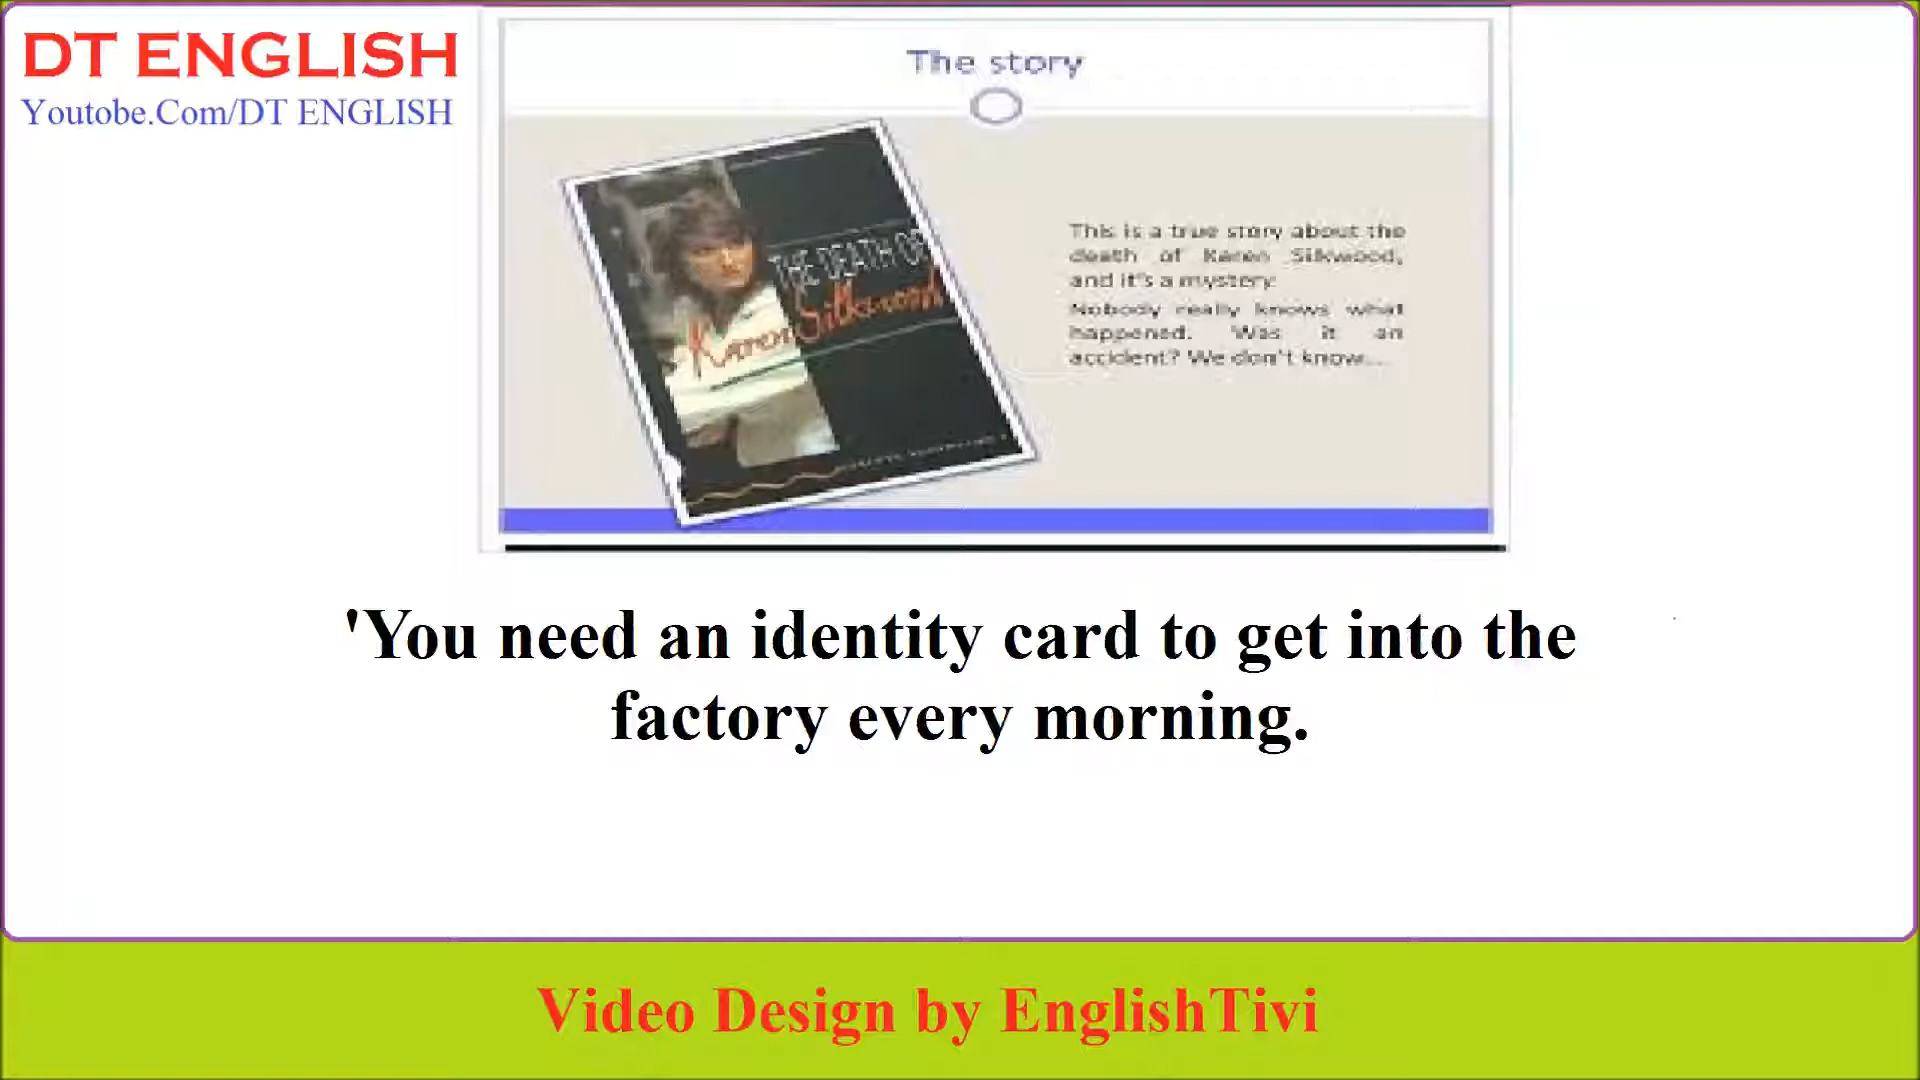 DT ENGLISH
Youtobe.Com/DT ENGLISH
The story
THE DEATH OF
Karen Silkwood
This is a true story about the
death of Karen Silkwood,
and it's a mystery
Nobody really knows what
happened. Was it an
accident? We don't know...
'You need an identity card to get into the
factory every morning.
Video Design by EnglishTivi